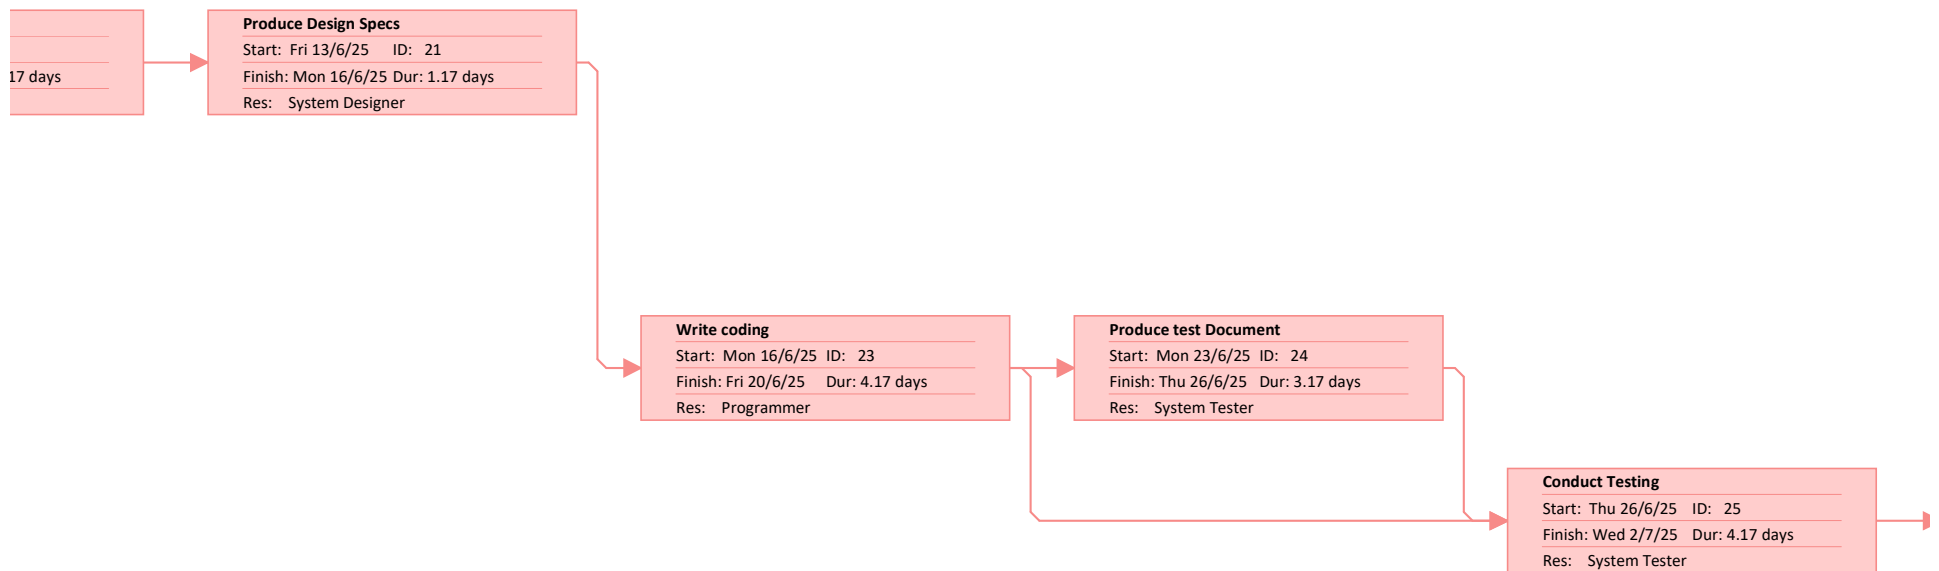 17 days
Produce Design Specs
Start: Fri 13/6/25 ID: 21
Finish: Mon 16/6/25 Dur: 1.17 days
Res: System Designer
Write coding
Start: Mon 16/6/25 ID: 23
Finish: Fri 20/6/25 Dur: 4.17 days
Res: Programmer
Produce test Document
Start: Mon 23/6/25 ID: 24
Finish: Thu 26/6/25 Dur: 3.17 days
Res: System Tester
Conduct Testing
Start: Thu 26/6/25 ID: 25
Finish: Wed 2/7/25 Dur: 4.17 days
Res: System Tester